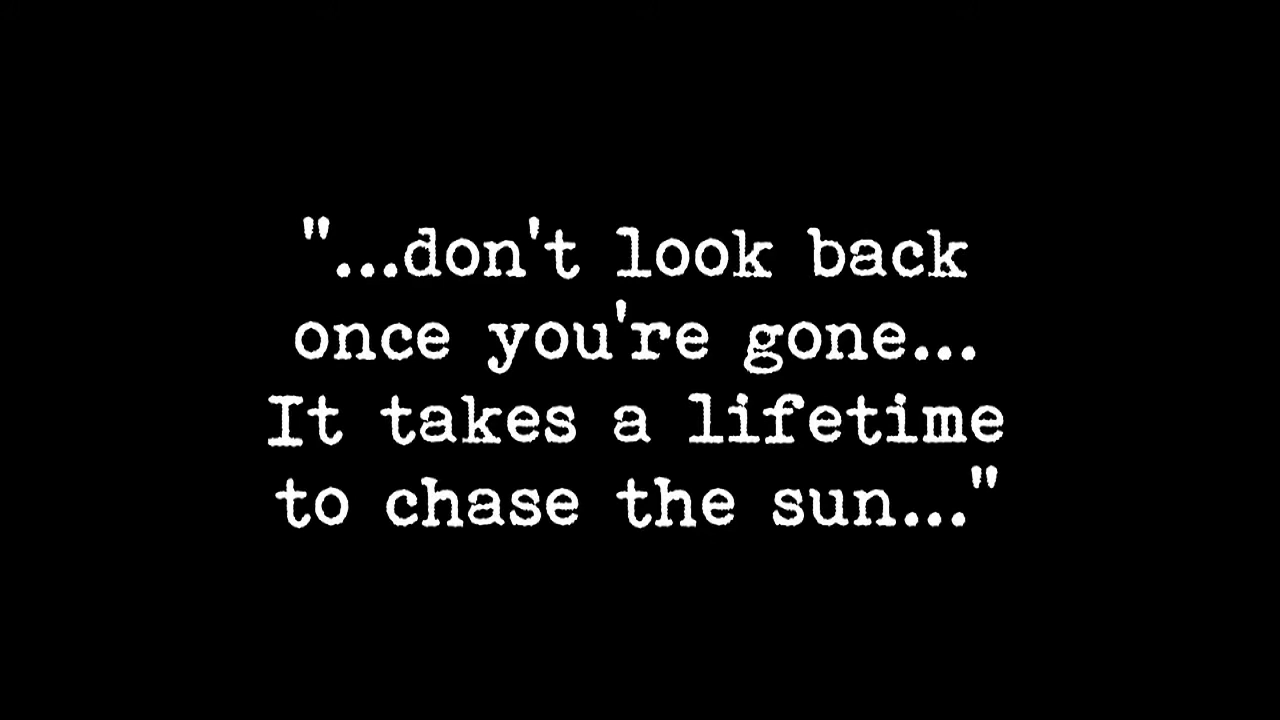 "...don't look back
once you're gone...
It takes a lifetime
to chase the sun..."